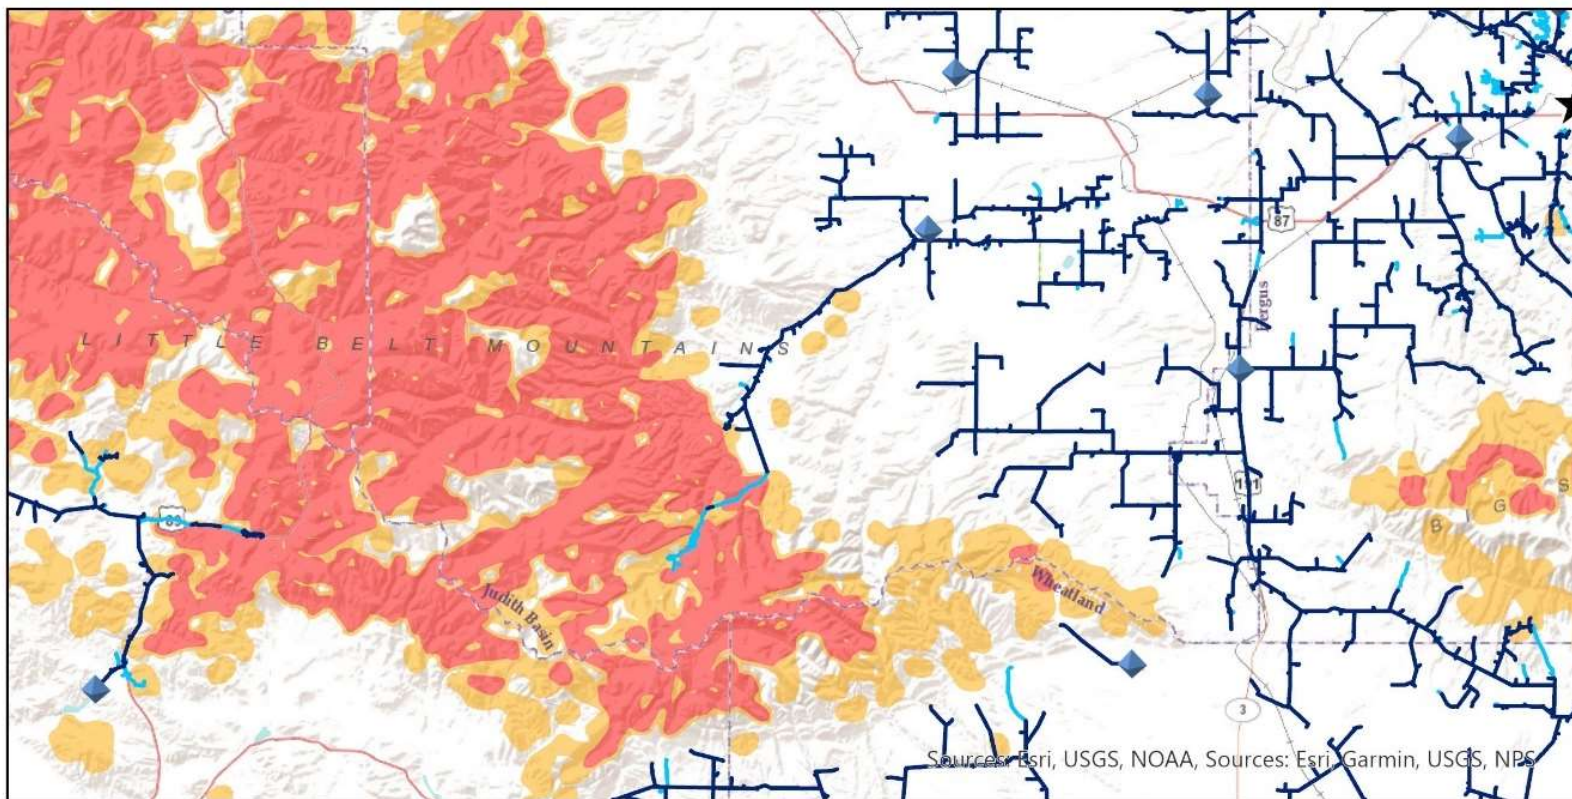 87
Fergus
LITTLE BELT MOUNTAINS
191
89
B G S
Judith Basin
Wheatland
3
Sources: Esri, USGS, NOAA, Sources: Esri, Garmin, USGS, NPS